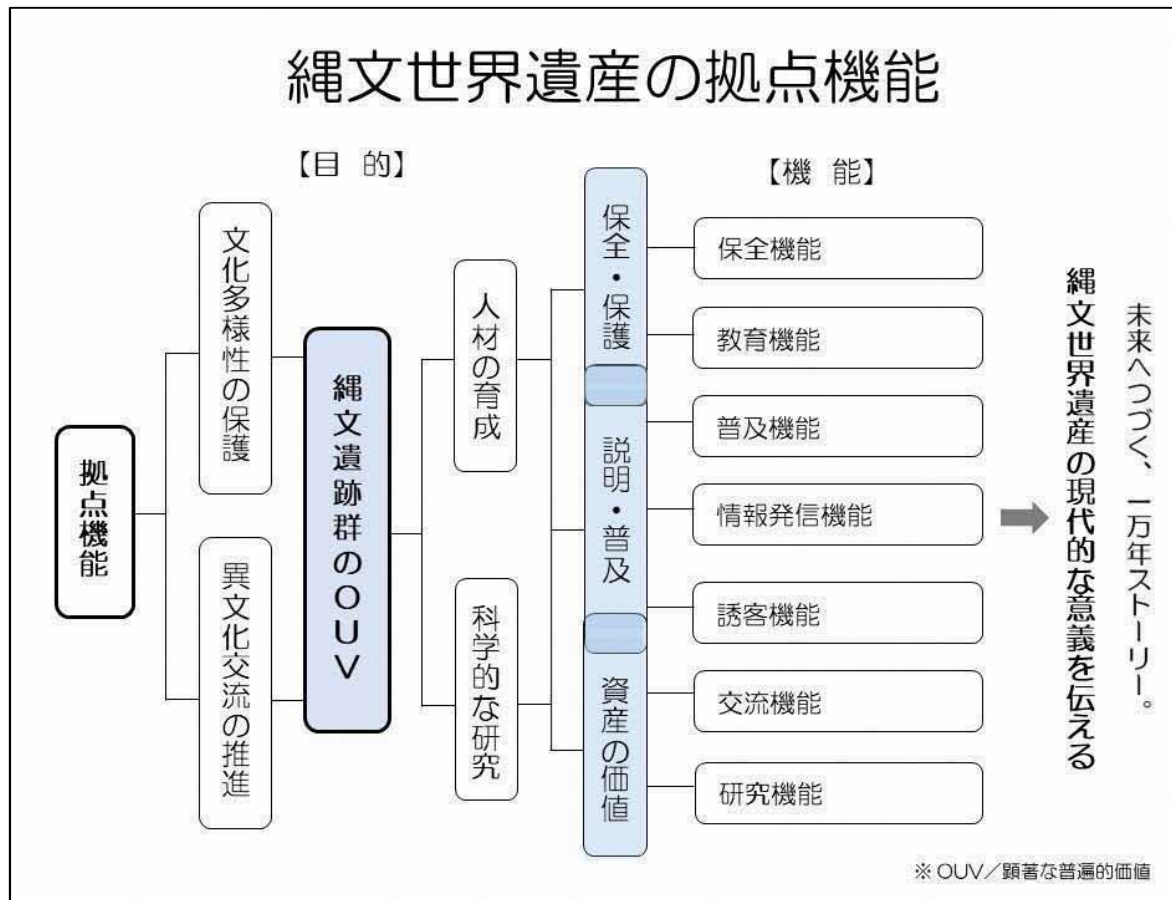 縄文世界遺産の拠点機能
【目 的】
【機 能】
拠点機能
文化多様性の保護
異文化交流の推進
縄文遺跡群のOUV
人材の育成
科学的な研究
保全・保護
説明・普及
資産の価値
保全機能
教育機能
普及機能
情報発信機能
誘客機能
交流機能
研究機能
未来へつづく、一万年ストーリー。
縄文世界遺産の現代的な意義を伝える
※ OUV/顕著な普遍的価値